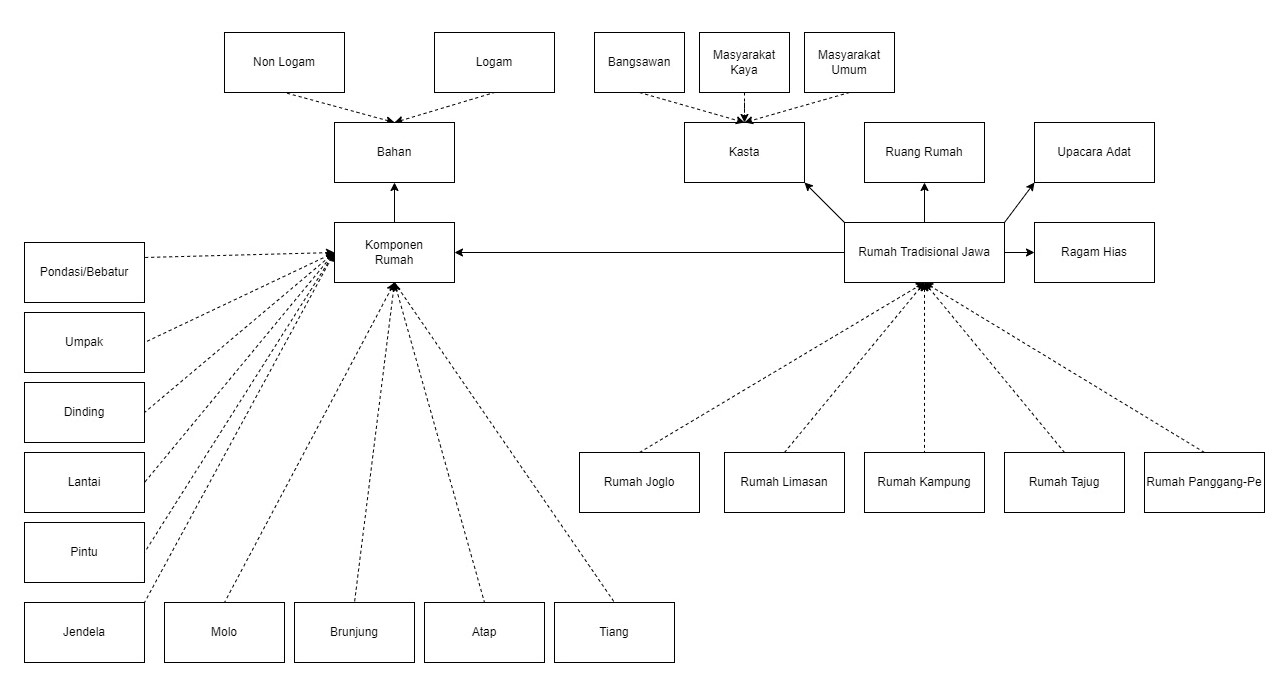 Non Logam
Logam
Bangsawan
Masyarakat
Kaya
Masyarakat
Umum
Bahan
Kasta
Ruang Rumah
Upacara Adat
Komponen
Rumah
Rumah Tradisional Jawa
Ragam Hias
Pondasi/Bebatur
Umpak
Dinding
Lantai
Rumah Joglo
Rumah Limasan
Rumah Kampung
Rumah Tajug
Rumah Panggang-Pe
Pintu
Jendela
Molo
Brunjung
Atap
Tiang